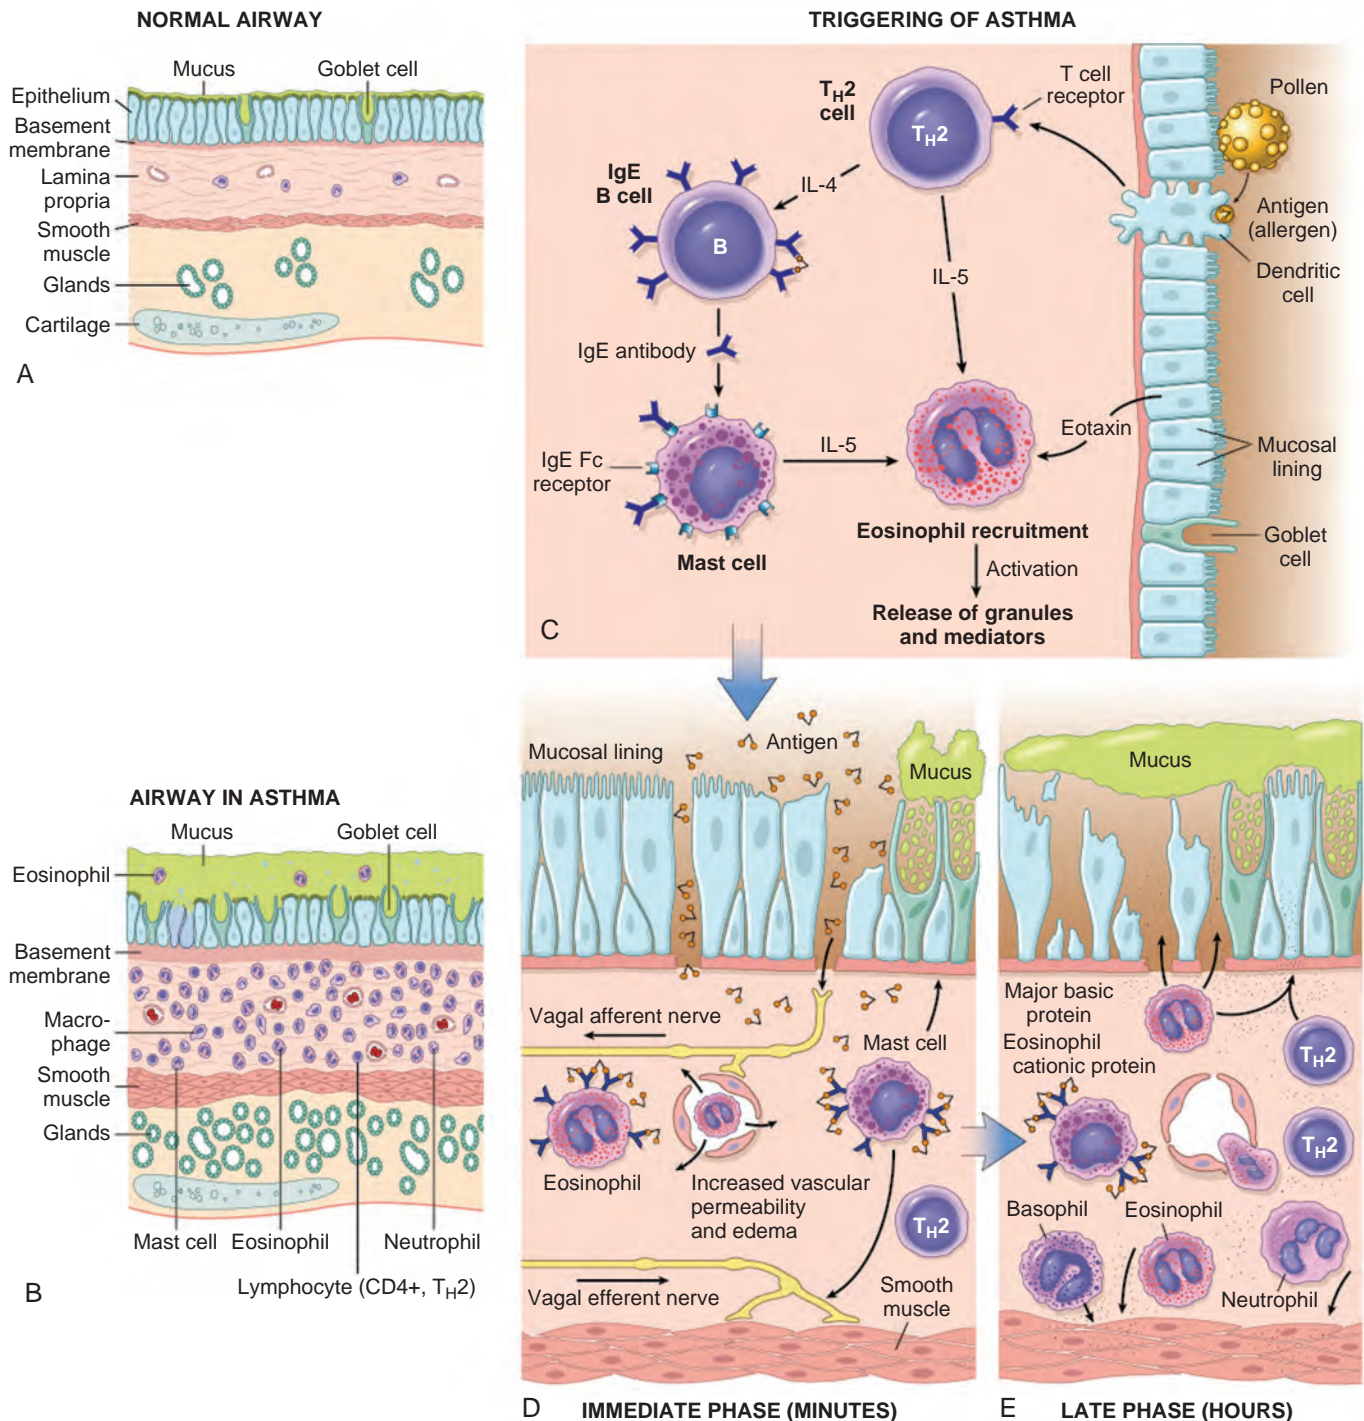 NORMAL AIRWAY
Mucus
Goblet cell
Epithelium
Basement
membrane
Lamina
propria
Smooth
muscle
Glands
Cartilage
A
AIRWAY IN ASTHMA
Mucus
Goblet cell
Eosinophil
Basement
membrane
Macro-
phage
Smooth
muscle
Glands
Mast cell
Eosinophil
Neutrophil
Lymphocyte (CD4+, TH2)
B
TRIGGERING OF ASTHMA
TH2
cell
TH2
T cell
receptor
Pollen
IgE
B cell
IL-4
B
Antigen
(allergen)
Dendritic
cell
IL-5
IgE antibody
Eotaxin
IgE Fc
receptor
IL-5
Mucosal
lining
Mast cell
Eosinophil recruitment
Goblet
cell
Activation
Release of granules
and mediators
C
Mucosal lining
Antigen
Mucus
Vagal afferent nerve
Mast cell
Eosinophil
Increased vascular
permeability
and edema
TH2
Vagal efferent nerve
Smooth
muscle
D
IMMEDIATE PHASE (MINUTES)
Mucus
Major basic
protein
Eosinophil
cationic protein
TH2
TH2
Basophil
Eosinophil
Neutrophil
E
LATE PHASE (HOURS)